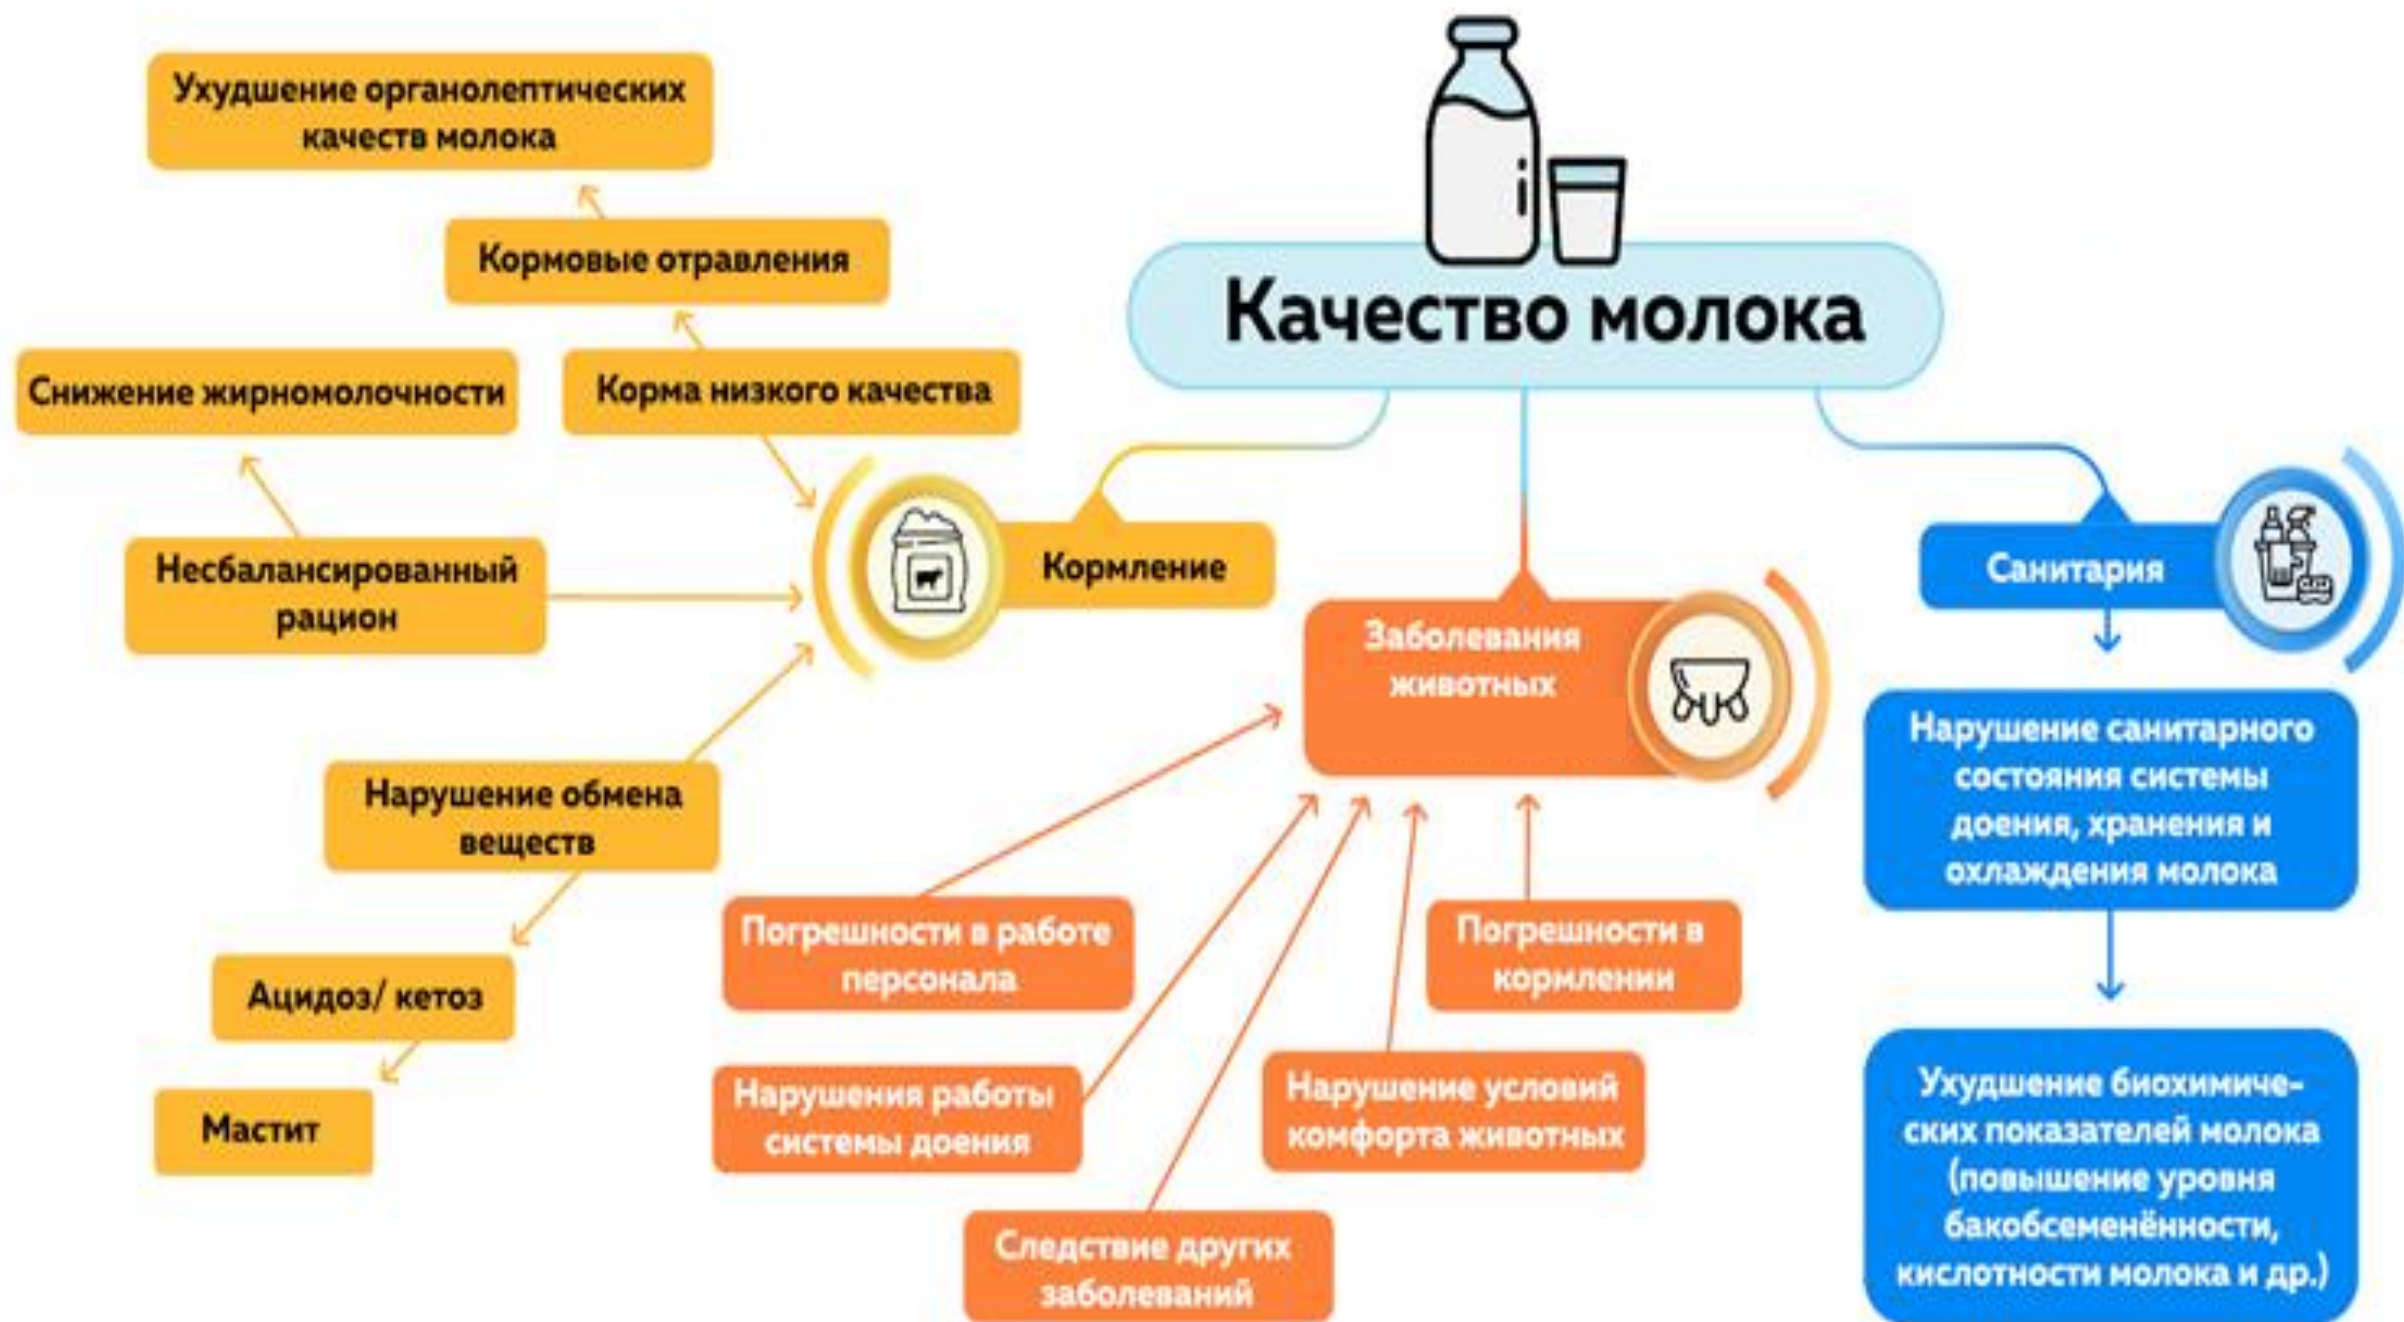 Качество молока
Ухудшение органолептических
качеств молока
Кормовые отравления
Снижение жирномолочности
Корма низкого качества
Несбалансированный
рацион
Кормление
Нарушение обмена
веществ
Ацидоз/ кетоз
Мастит
Заболевания
животных
Погрешности в работе
персонала
Погрешности в
кормлении
Нарушения работы
системы доения
Нарушение условий
комфорта животных
Следствие других
заболеваний
Санитария
Нарушение санитарного
состояния системы
доения, хранения и
охлаждения молока
Ухудшение биохимиче-
ских показателей молока
(повышение уровня
бакобсеменённости,
кислотности молока и др.)